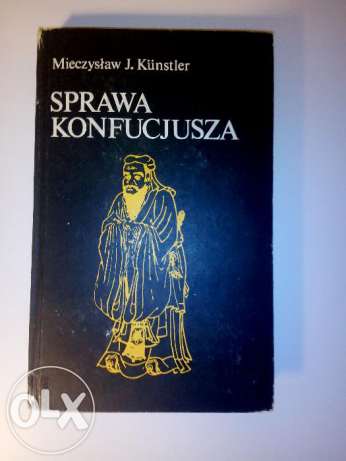 Mieczysław J. Künstler
SPRAWA
KONFUCJUSZA
OLX